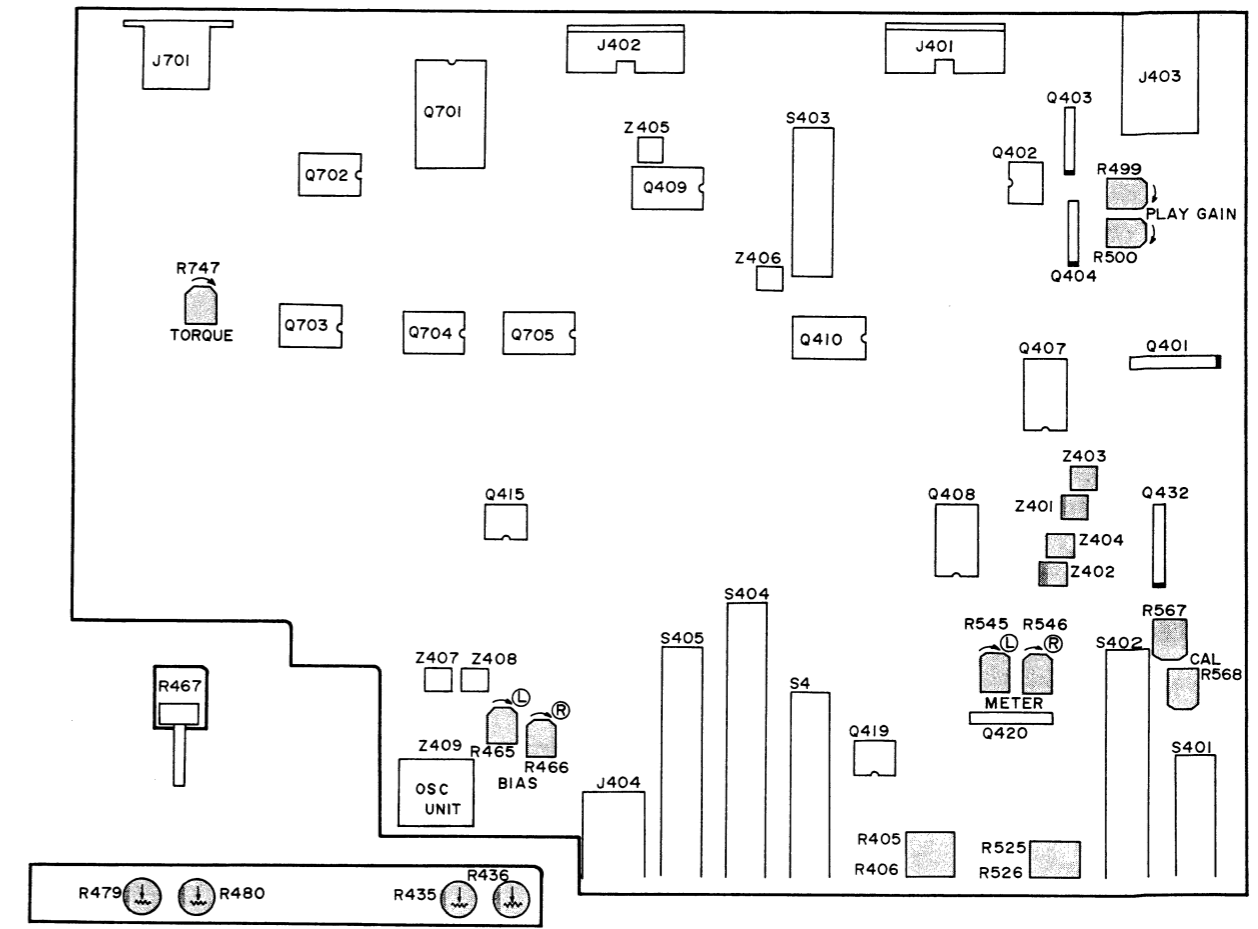 J701
J402
J401
J403
Q701
Q403
Z405
S403
Q402
Q702
Q409
R499
PLAY GAIN
R500
Z406
Q404
R747
TORQUE
Q703
Q704
Q705
Q410
Q407
Q401
Z403
Q415
Q408
Z401
Q432
Z404
Z402
S404
S405
R545
L
R546
R
R567
S402
CAL
R568
Z407
Z408
R467
S4
L
R
METER
Q420
R465
R466
BIAS
Z409
OSC
UNIT
Q419
S401
J404
R405
R406
R525
R526
R479
R480
R435
R436